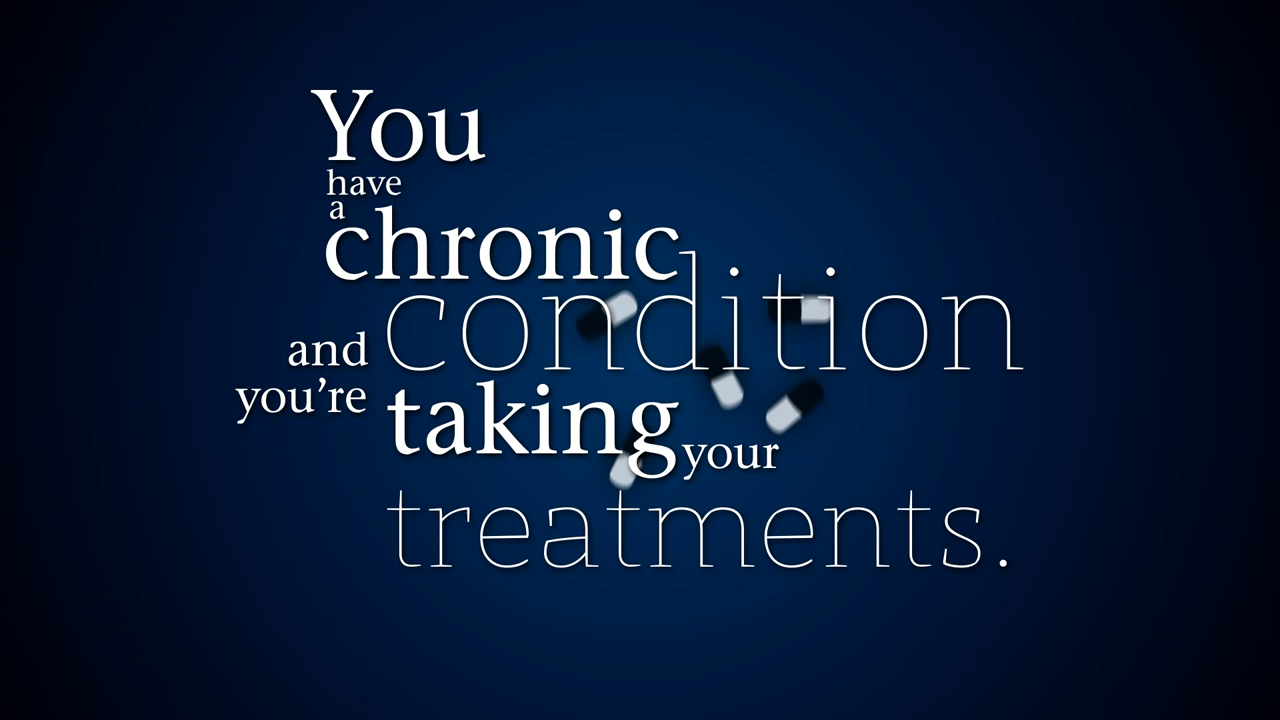 You
have
a
chronic
condition
and
you're
taking your
treatments.